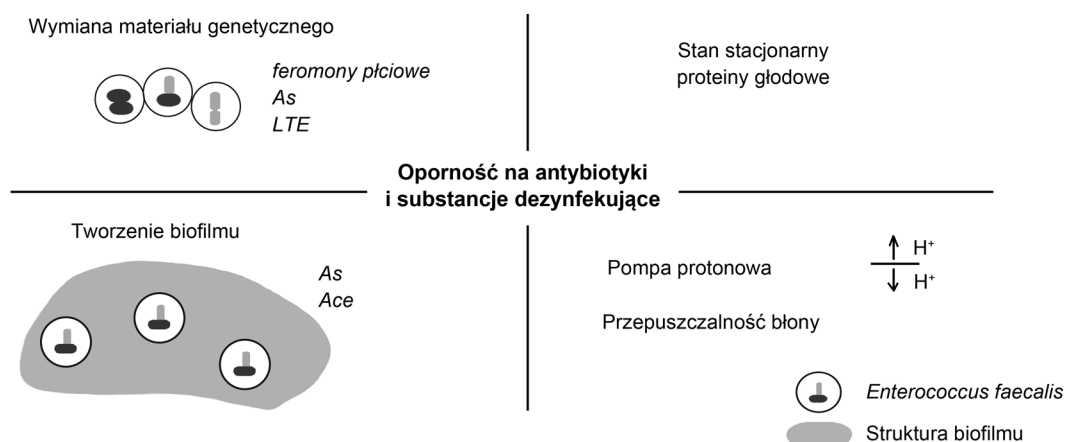 Wymiana materiału genetycznego
feromony płciowe
As
LTE
Stan stacjonarny
proteiny głodowe
Oporność na antybiotyki
i substancje dezynfekujące
Tworzenie biofilmu
As
Ace
Pompa protonowa
H⁺
H⁺
Przepuszczalność błony
Enterococcus faecalis
Struktura biofilmu